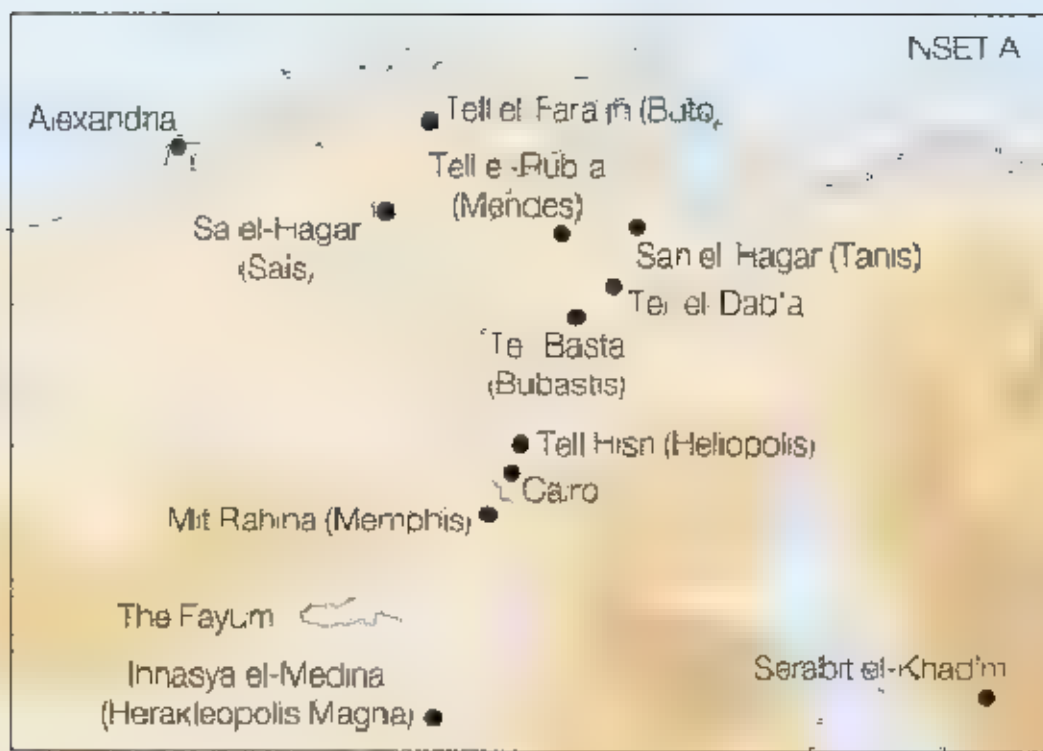 INSET A
Alexandria
Tell el Fara'in (Buto)
Tell el-Rub'a
(Mendes)
Sa el-Hagar
(Sais)
San el Hagar (Tanis)
Tell el-Dab'a
Tell Basta
(Bubastis)
Tell Hisn (Heliopolis)
Cairo
Mit Rahina (Memphis)
The Fayum
Ihnasya el-Medina
(Herakleopolis Magna)
Serabit el-Khadim